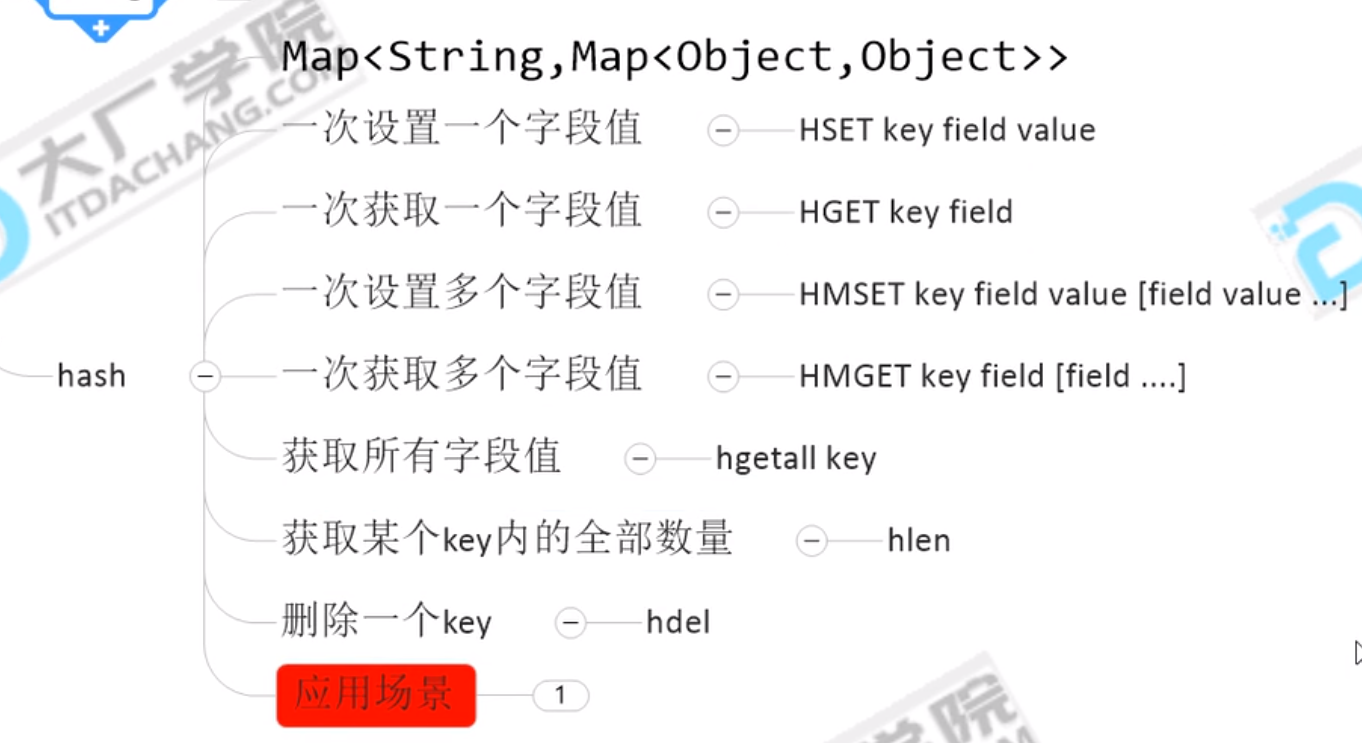 Map<String,Map<Object,Object>>
一次设置一个字段值 HSET key field value
一次获取一个字段值 HGET key field
一次设置多个字段值 HMSET key field value [field value ...]
hash
一次获取多个字段值 HMGET key field [field ....]
获取所有字段值 hgetall key
获取某个key内的全部数量 hlen
删除一个key hdel
应用场景 1
大厂学院
ITDACHANG.COM
学院